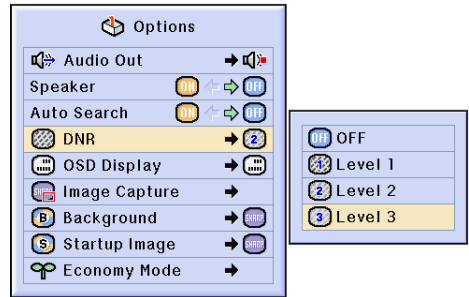 Options
Audio Out
Speaker ON OFF
Auto Search ON OFF
DNR 2
OSD Display
Image Capture SHARP
B Background SHARP
S Startup Image SHARP
Economy Mode
OFF OFF
1 Level 1
2 Level 2
3 Level 3